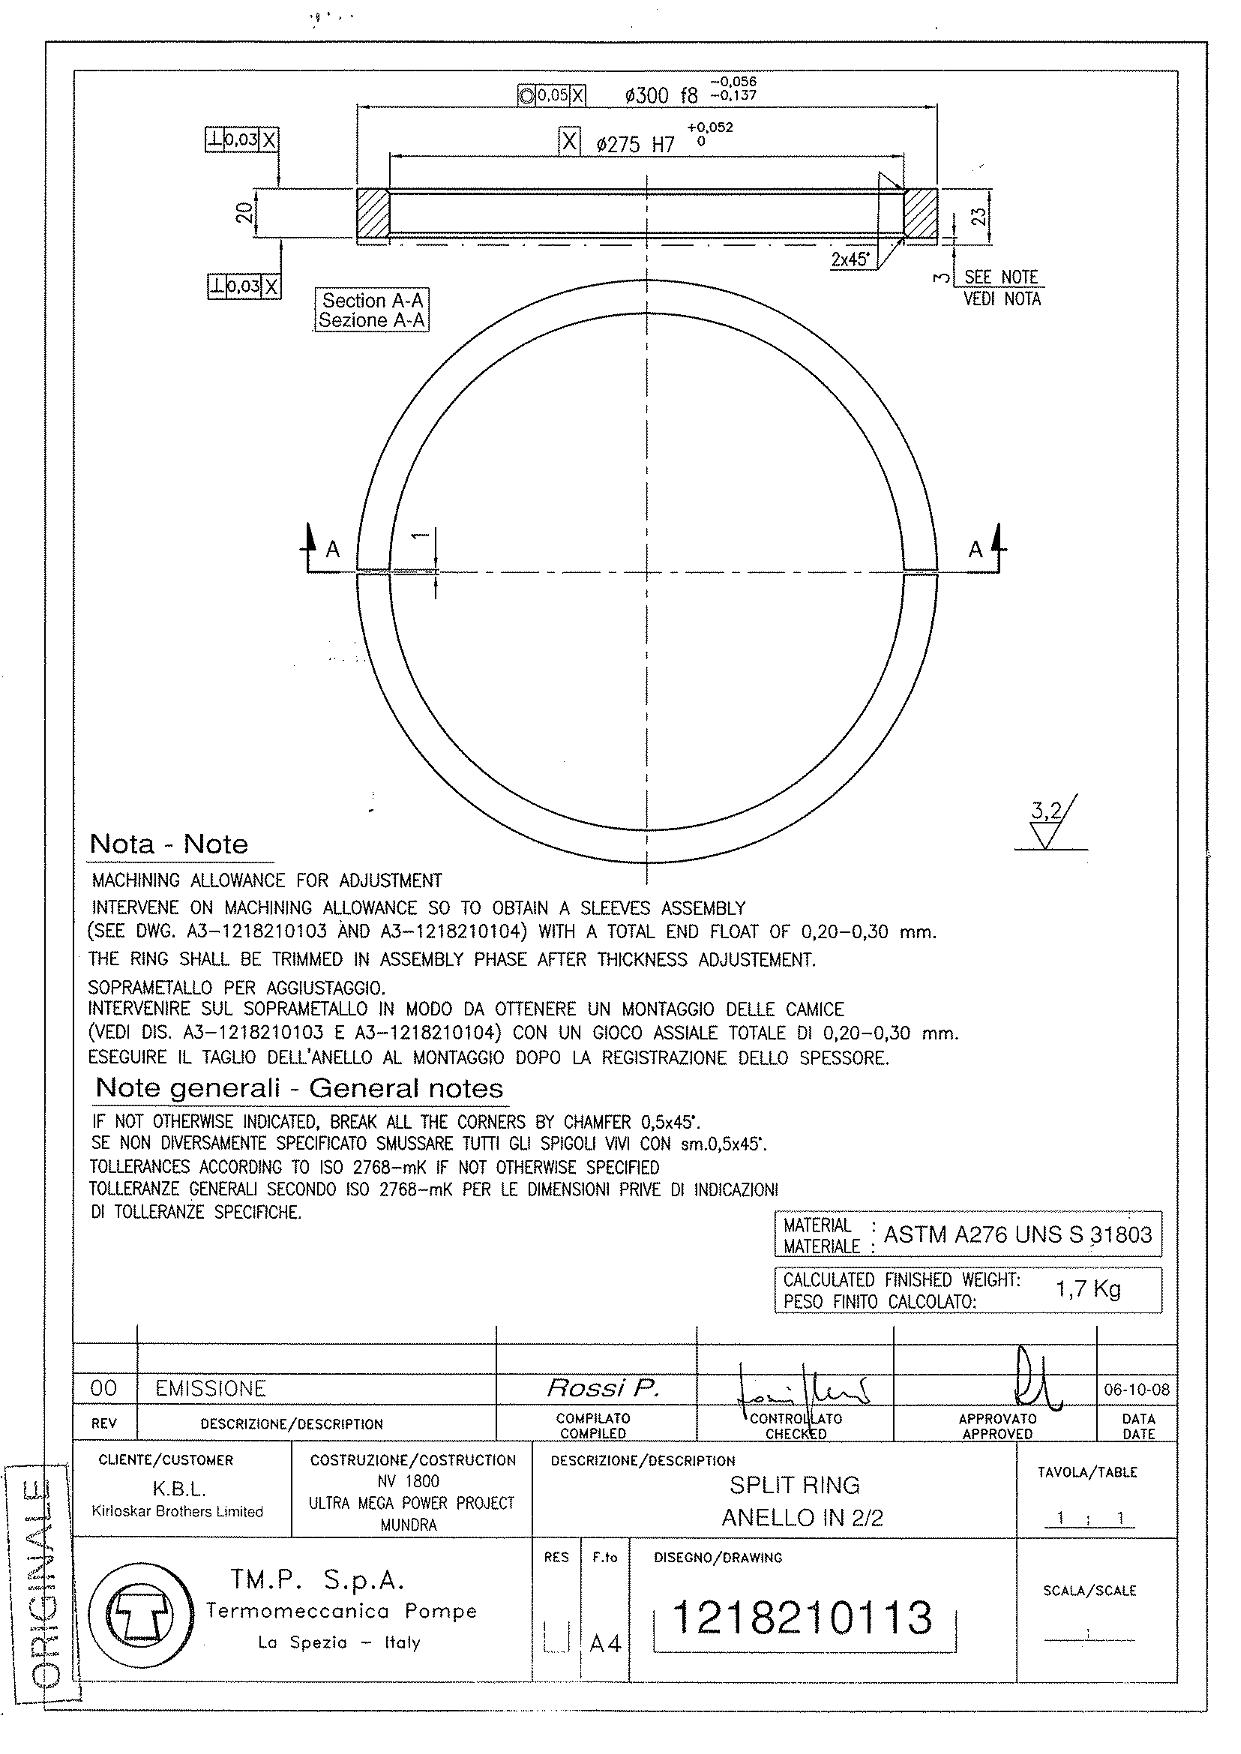 -0,056
◎ 0,05 X ø300 f8 -0,137
+0,052
⊥ 0,03 X
X ø275 H7 0
20
23
2x45°
⊥ 0,03 X
3
SEE NOTE
VEDI NOTA
Section A-A
Sezione A-A
1
A
A
3,2
Nota - Note
MACHINING ALLOWANCE FOR ADJUSTMENT
INTERVENE ON MACHINING ALLOWANCE SO TO OBTAIN A SLEEVES ASSEMBLY
(SEE DWG. A3-1218210103 AND A3-1218210104) WITH A TOTAL END FLOAT OF 0,20-0,30 mm.
THE RING SHALL BE TRIMMED IN ASSEMBLY PHASE AFTER THICKNESS ADJUSTEMENT.
SOPRAMETALLO PER AGGIUSTAGGIO.
INTERVENIRE SUL SOPRAMETALLO IN MODO DA OTTENERE UN MONTAGGIO DELLE CAMICE
(VEDI DIS. A3-1218210103 E A3-1218210104) CON UN GIOCO ASSIALE TOTALE DI 0,20-0,30 mm.
ESEGUIRE IL TAGLIO DELL'ANELLO AL MONTAGGIO DOPO LA REGISTRAZIONE DELLO SPESSORE.
Note generali - General notes
IF NOT OTHERWISE INDICATED, BREAK ALL THE CORNERS BY CHAMFER 0,5x45°.
SE NON DIVERSAMENTE SPECIFICATO SMUSSARE TUTTI GLI SPIGOLI VIVI CON sm.0,5x45°.
TOLLERANCES ACCORDING TO ISO 2768-mK IF NOT OTHERWISE SPECIFIED
TOLLERANZE GENERALI SECONDO ISO 2768-mK PER LE DIMENSIONI PRIVE DI INDICAZIONI
DI TOLLERANZE SPECIFICHE.
MATERIAL :
MATERIALE : ASTM A276 UNS S 31803
CALCULATED FINISHED WEIGHT:
PESO FINITO CALCOLATO: 1,7 Kg
00 EMISSIONE Rossi P. 06-10-08
REV DESCRIZIONE/DESCRIPTION COMPILATO CONTROLLATO APPROVATO DATA
COMPILED CHECKED APPROVED DATE
CLIENTE/CUSTOMER
K.B.L.
Kirloskar Brothers Limited
COSTRUZIONE/COSTRUCTION
NV 1800
ULTRA MEGA POWER PROJECT
MUNDRA
DESCRIZIONE/DESCRIPTION
SPLIT RING
ANELLO IN 2/2
TAVOLA/TABLE
1 : 1
ORIGINALE
TM.P. S.p.A.
Termomeccanica Pompe
La Spezia - Italy
RES
F.to
A4
DISEGNO/DRAWING
1218210113
SCALA/SCALE
: